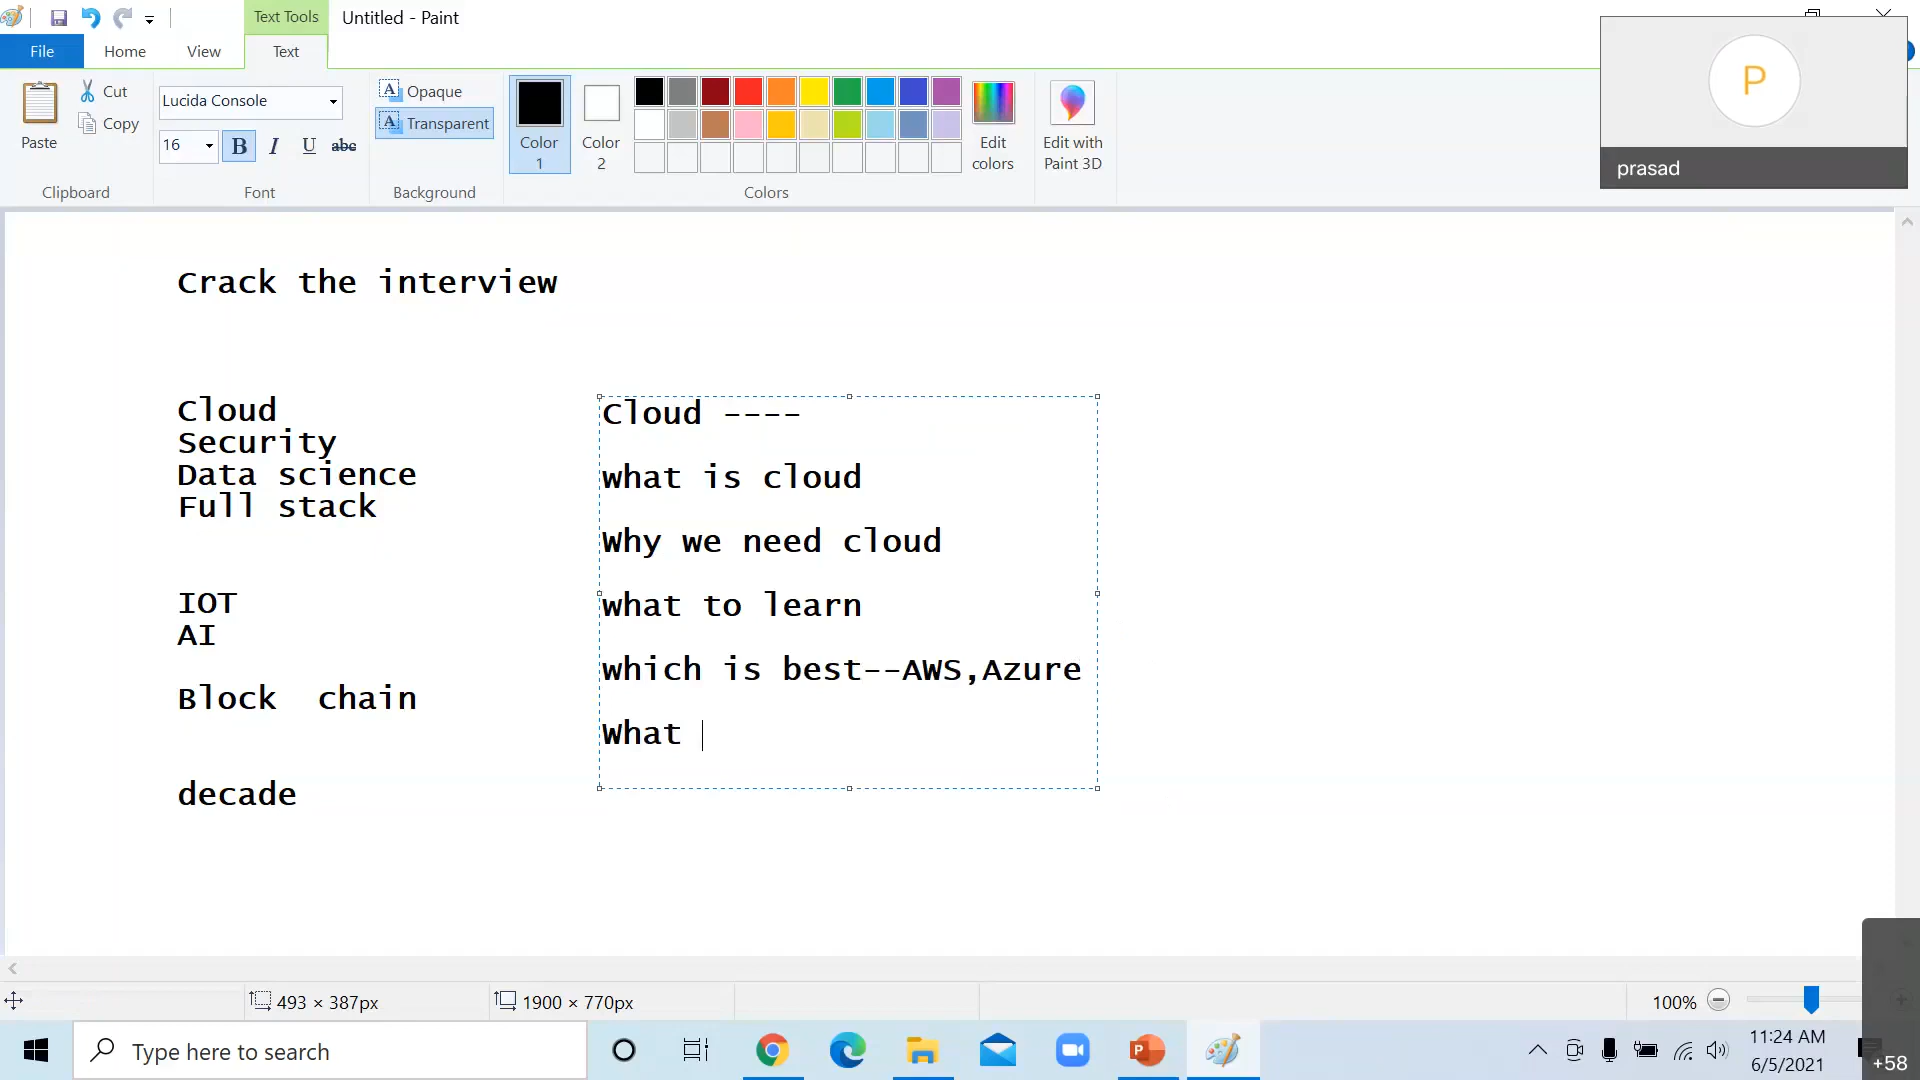 Text Tools
Untitled - Paint
File
Home
View
Text
Paste
Cut
Copy
Clipboard
Lucida Console
16
B
I
U
abc
Font
Opaque
Transparent
Background
Color
1
Color
2
Edit
colors
Colors
Edit with
Paint 3D
P
prasad
Crack the interview
Cloud
Security
Data science
Full stack
IOT
AI
Block  chain
decade
Cloud ----
what is cloud
Why we need cloud
what to learn
which is best--AWS,Azure
What
493 × 387px
1900 × 770px
100%
Type here to search
11:24 AM
6/5/2021
+58